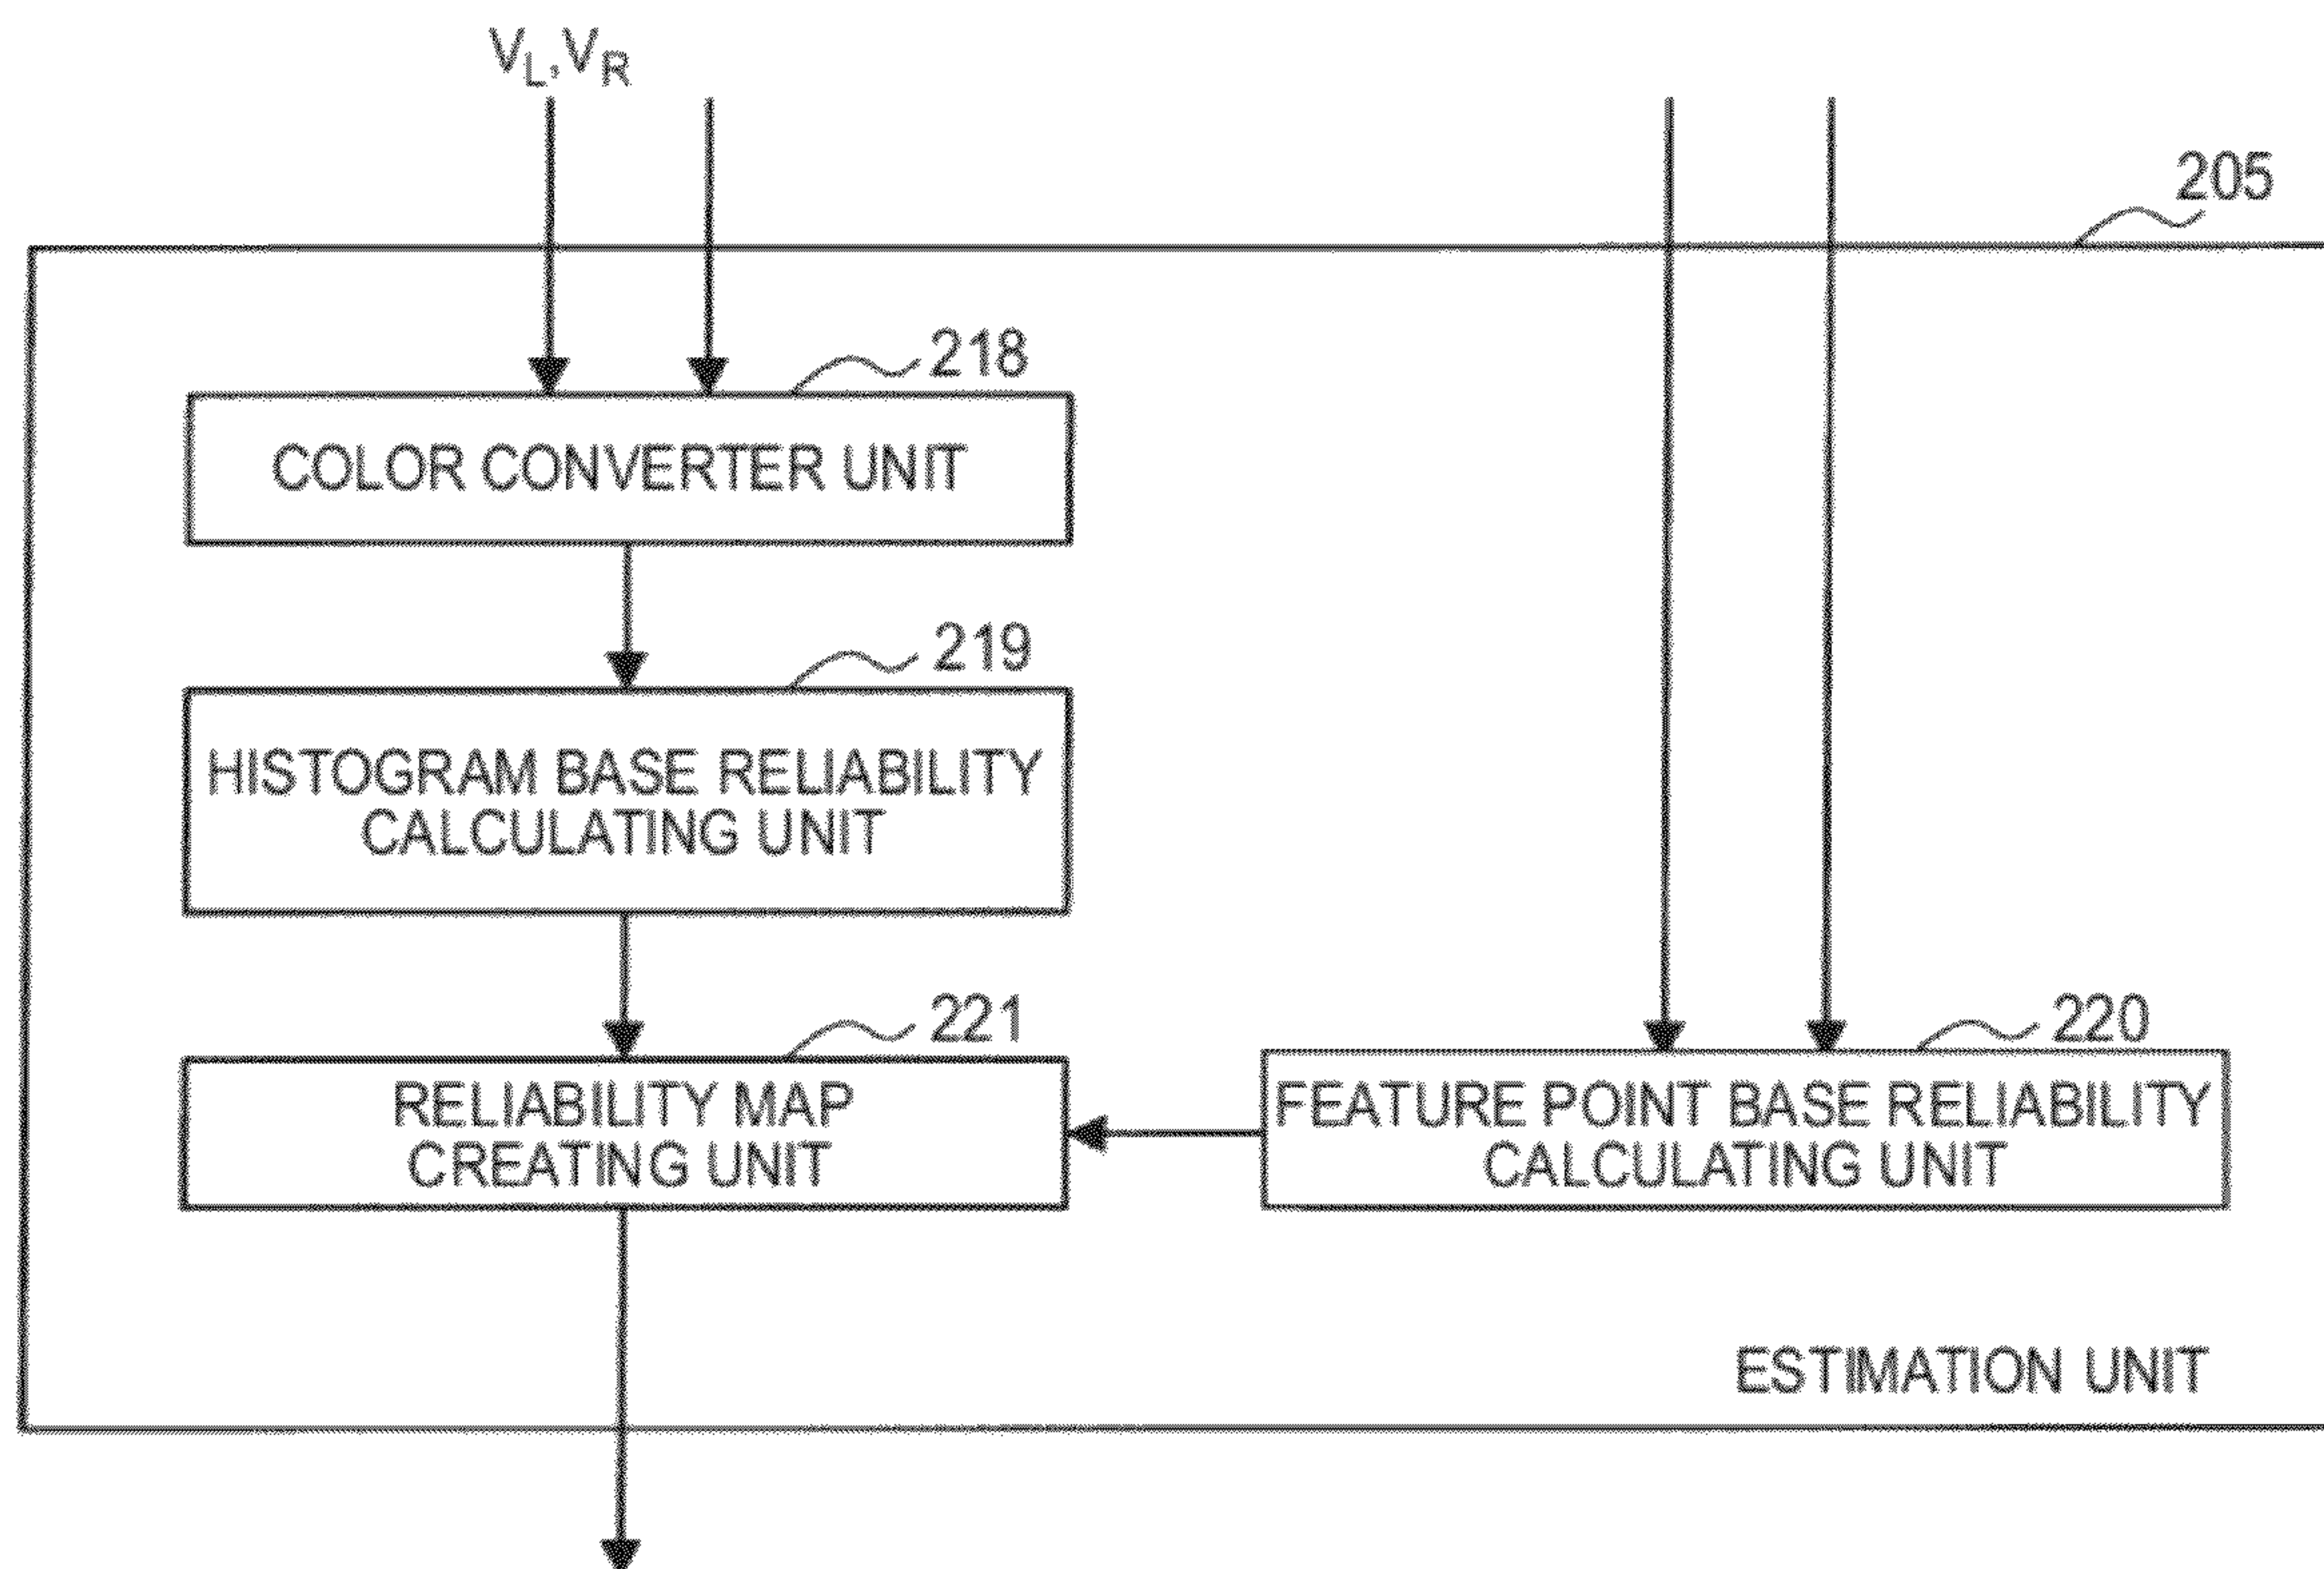 VL,VR
205
218
COLOR CONVERTER UNIT
219
HISTOGRAM BASE RELIABILITY
CALCULATING UNIT
221
RELIABILITY MAP
CREATING UNIT
220
FEATURE POINT BASE RELIABILITY
CALCULATING UNIT
ESTIMATION UNIT